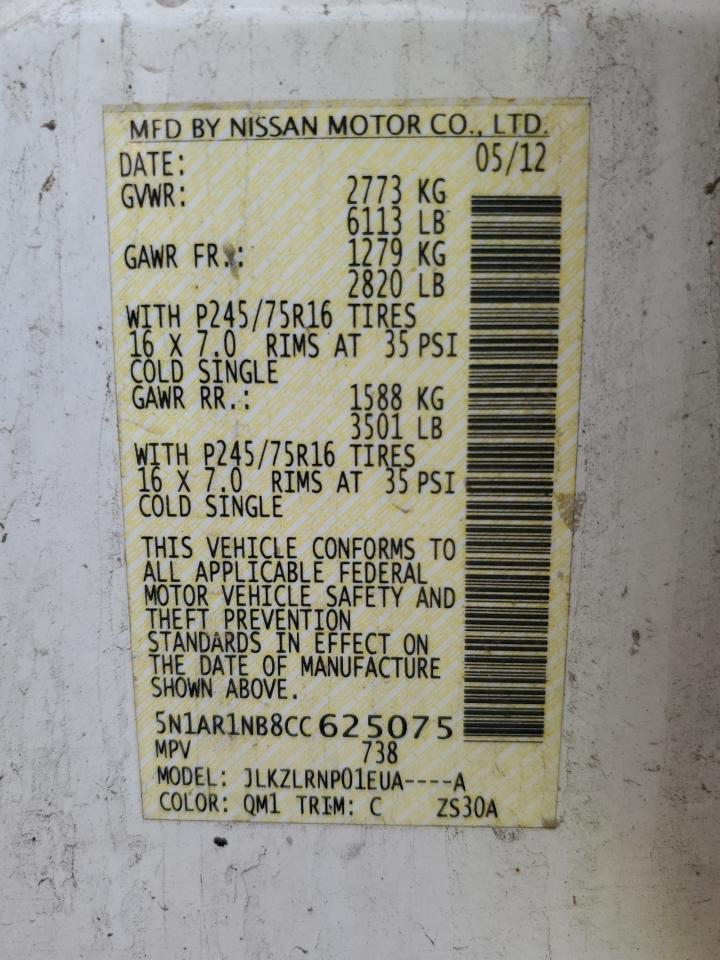 MFD BY NISSAN MOTOR CO., LTD.
DATE: 05/12
GVWR: 2773 KG
6113 LB
GAWR FR.: 1279 KG
2820 LB
WITH P245/75R16 TIRES
16 X 7.0 RIMS AT 35 PSI
COLD SINGLE
GAWR RR.: 1588 KG
3501 LB
WITH P245/75R16 TIRES
16 X 7.0 RIMS AT 35 PSI
COLD SINGLE
THIS VEHICLE CONFORMS TO
ALL APPLICABLE FEDERAL
MOTOR VEHICLE SAFETY AND
THEFT PREVENTION
STANDARDS IN EFFECT ON
THE DATE OF MANUFACTURE
SHOWN ABOVE.
5N1AR1NB8CC625075
MPV 738
MODEL: JLKZLRNP01EUA----A
COLOR: QM1 TRIM: C ZS30A